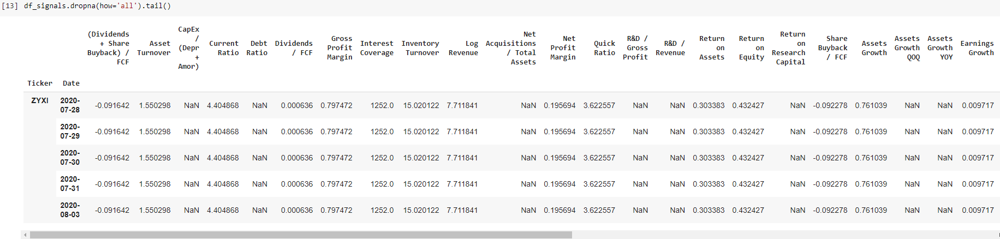 [13] df_signals.dropna(how='all').tail()
(Dividends + Share Buyback) / FCF Asset Turnover CapEx / (Depr + Amor) Current Ratio Debt Ratio Dividends / FCF Gross Profit Margin Interest Coverage Inventory Turnover Log Revenue Net Acquisitions / Total Assets Net Profit Margin Quick Ratio R&D / Gross Profit R&D / Revenue Return on Assets Return on Equity Return on Research Capital Share Buyback / FCF Assets Growth Assets Growth QOQ Assets Growth YOY Earnings Growth
Ticker Date
ZYXI 2020-07-28 -0.091642 1.550298 NaN 4.404868 NaN 0.000636 0.797472 1252.0 15.020122 7.711841 NaN 0.195694 3.622557 NaN NaN 0.303383 0.432427 NaN -0.092278 0.761039 NaN NaN 0.009717
2020-07-29 -0.091642 1.550298 NaN 4.404868 NaN 0.000636 0.797472 1252.0 15.020122 7.711841 NaN 0.195694 3.622557 NaN NaN 0.303383 0.432427 NaN -0.092278 0.761039 NaN NaN 0.009717
2020-07-30 -0.091642 1.550298 NaN 4.404868 NaN 0.000636 0.797472 1252.0 15.020122 7.711841 NaN 0.195694 3.622557 NaN NaN 0.303383 0.432427 NaN -0.092278 0.761039 NaN NaN 0.009717
2020-07-31 -0.091642 1.550298 NaN 4.404868 NaN 0.000636 0.797472 1252.0 15.020122 7.711841 NaN 0.195694 3.622557 NaN NaN 0.303383 0.432427 NaN -0.092278 0.761039 NaN NaN 0.009717
2020-08-03 -0.091642 1.550298 NaN 4.404868 NaN 0.000636 0.797472 1252.0 15.020122 7.711841 NaN 0.195694 3.622557 NaN NaN 0.303383 0.432427 NaN -0.092278 0.761039 NaN NaN 0.009717